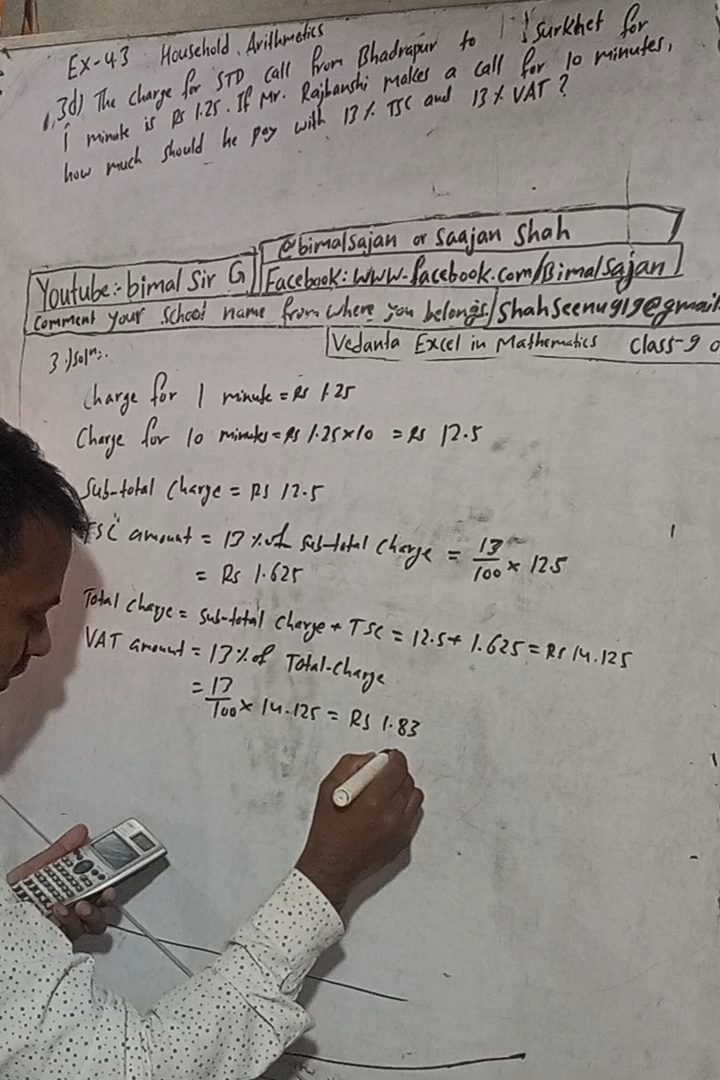 Ex-4.3 Household Arithmetics
3d) The charge for STD call from Bhadrapur to Surkhet for
1 minute is Rs 1.25. If Mr. Rajbanshi makes a call for 10 minutes,
how much should he pay with 13% TSC and 13% VAT?
@bimalsajan or Saajan Shah
Youtube:- bimal Sir G
Facebook: www.facebook.com/Bimalsajan
Comment your school name from where you belongs/shahseenu919@gmail.
Vedanta Excel in Mathematics Class-9 o
3.)Soln:-
Charge for 1 minute = Rs 1.25
Charge for 10 minutes = Rs 1.25×10 = Rs 12.5
Sub-total Charge = Rs 12.5
TSC amount = 13% of Sub-total Charge = 13/100 × 12.5
= Rs 1.625
Total charge = Sub-total Charge + TSC = 12.5 + 1.625 = Rs 14.125
VAT amount = 13% of Total-Charge
= 13/100 × 14.125 = Rs 1.83